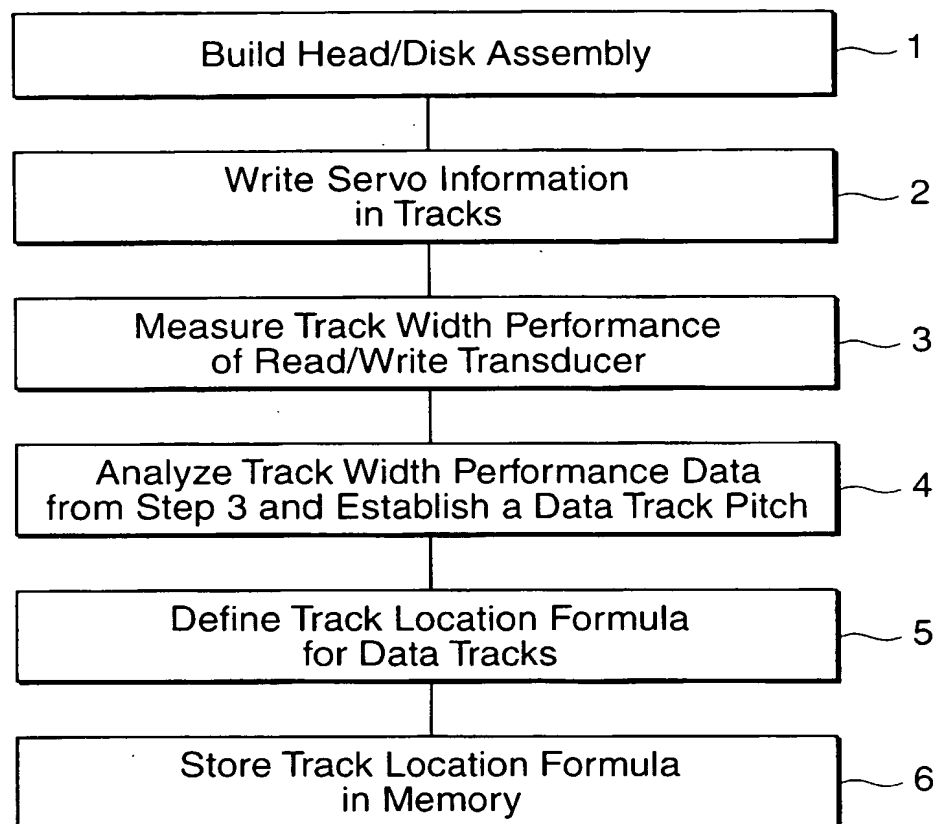 Build Head/Disk Assembly
1
Write Servo Information
in Tracks
2
Measure Track Width Performance
of Read/Write Transducer
3
Analyze Track Width Performance Data
from Step 3 and Establish a Data Track Pitch
4
Define Track Location Formula
for Data Tracks
5
Store Track Location Formula
in Memory
6